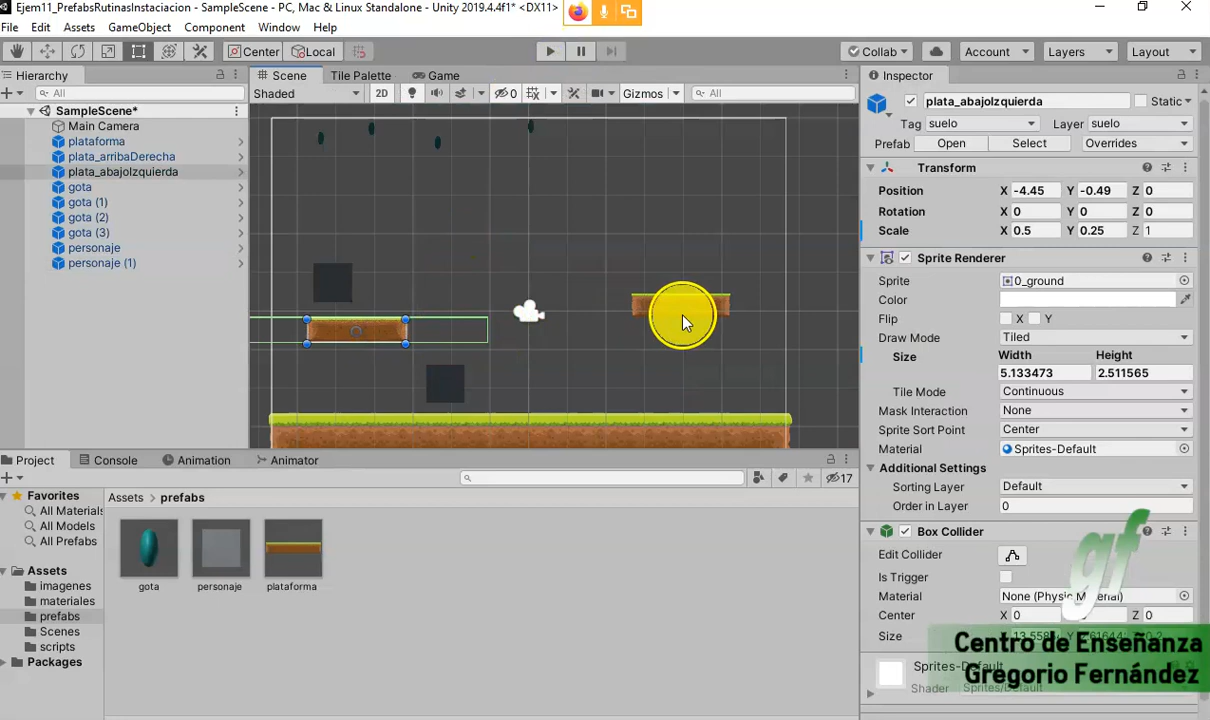 Ejem11_PrefabsRutinasInstaciacion - SampleScene - PC, Mac & Linux Standalone - Unity 2019.4.4f1* <DX11>
File Edit Assets GameObject Component Window Help
Center Local Collab Account Layers Layout
Hierarchy Scene Tile Palette Game Inspector
All Shaded 2D 0 Gizmos All
SampleScene*
Main Camera
plataforma
plata_arribaDerecha
plata_abajoIzquierda
gota
gota (1)
gota (2)
gota (3)
personaje
personaje (1)
plata_abajoIzquierda Static
Tag suelo Layer suelo
Prefab Open Select Overrides
Transform
Position X -4.45 Y -0.49 Z 0
Rotation X 0 Y 0 Z 0
Scale X 0.5 Y 0.25 Z 1
Sprite Renderer
Sprite 0_ground
Color
Flip X Y
Draw Mode Tiled
Size Width Height
5.133473 2.511565
Tile Mode Continuous
Mask Interaction None
Sprite Sort Point Center
Material Sprites-Default
Additional Settings
Sorting Layer Default
Order in Layer 0
Box Collider
Edit Collider
Is Trigger
Material None (Physic Material)
Center X 0 Y 0 Z 0
Size
Sprites-Default
Shader Sprites/Default
Project Console Animation Animator
17
Favorites
All Materials
All Models
All Prefabs
Assets
imagenes
materiales
prefabs
Scenes
scripts
Packages
Assets prefabs
gota personaje plataforma
gf
Centro de Enseñanza
Gregorio Fernández